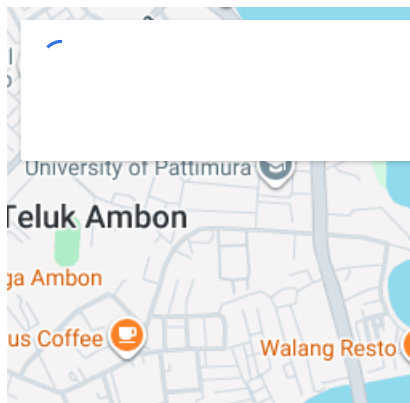 University of Pattimura
Teluk Ambon
ga Ambon
us Coffee
Walang Resto